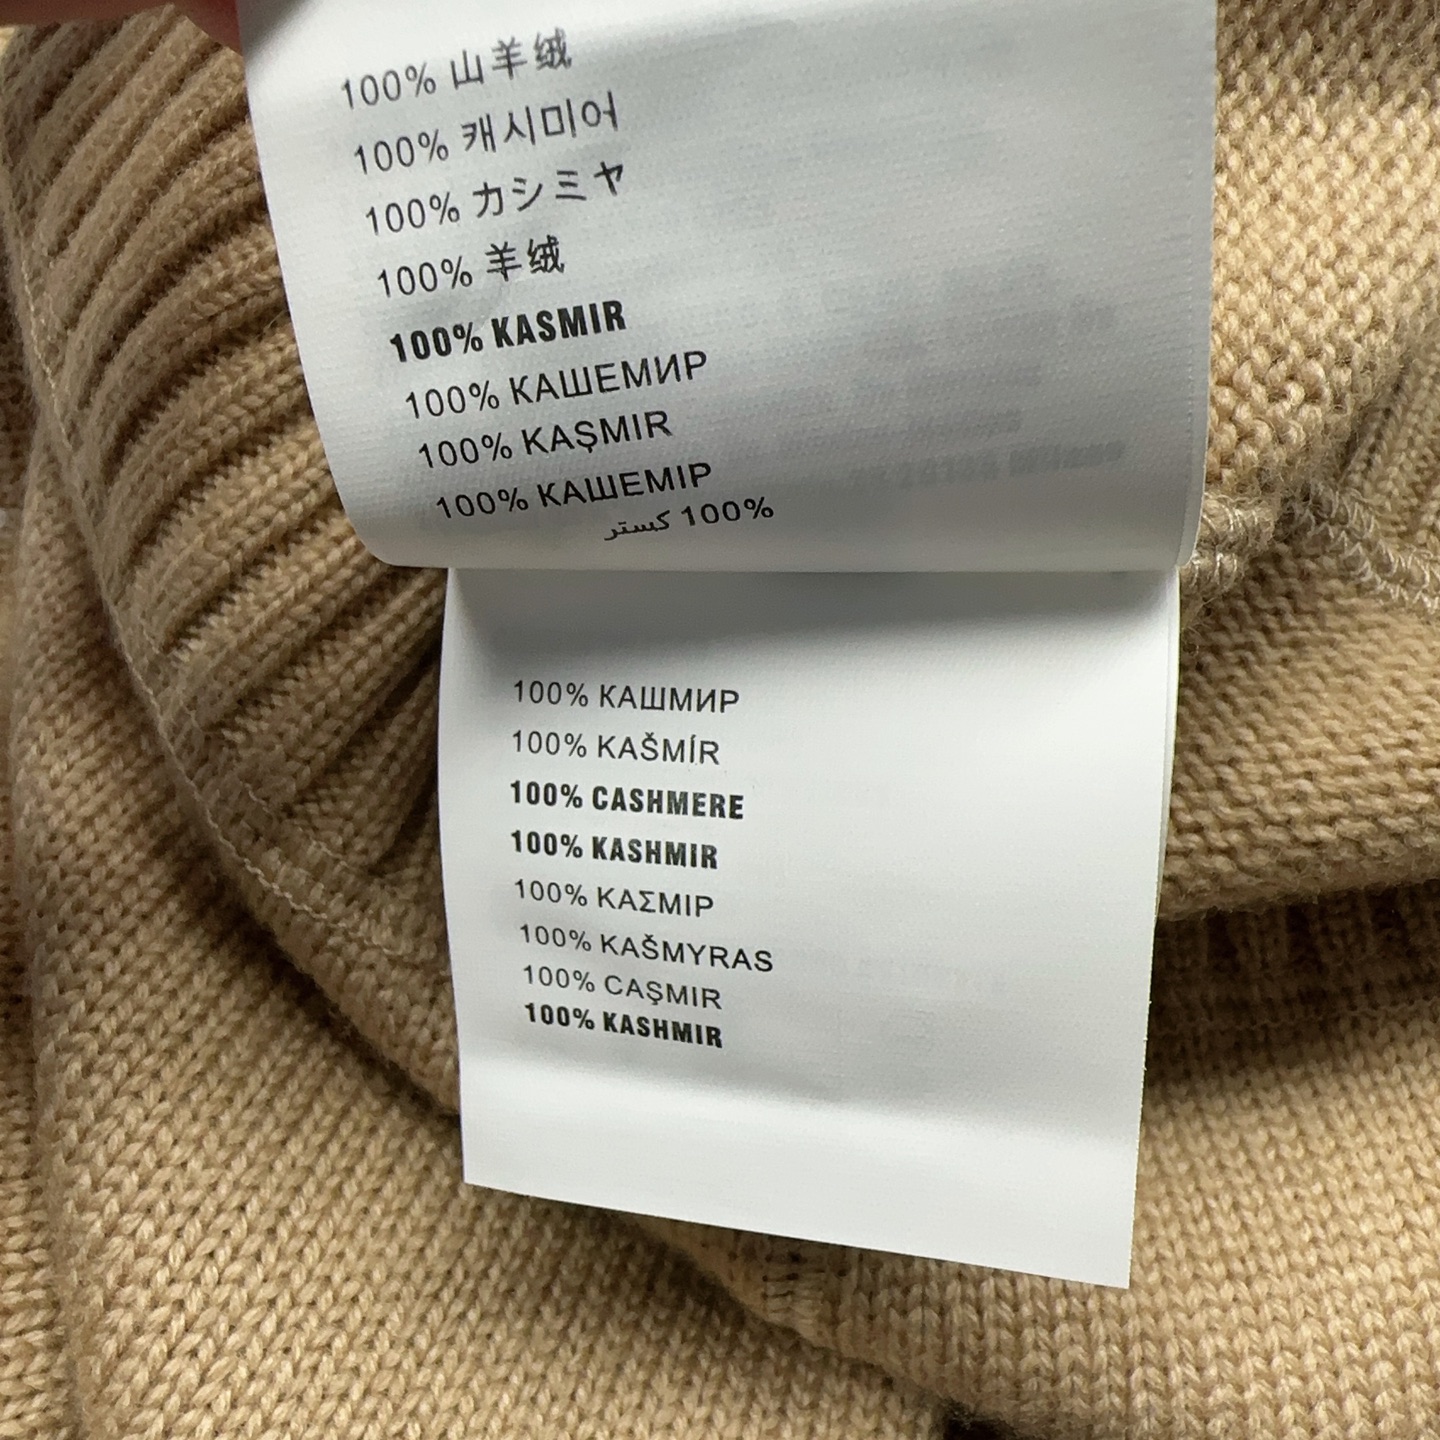 100% 山羊绒
100% 캐시미어
100% カシミヤ
100% 羊绒
100% KASMIR
100% КАШЕМИР
100% KAŞMIR
100% КАШЕМІР
100% كستر
100% КАШМИР
100% KAŠMÍR
100% CASHMERE
100% KASHMIR
100% ΚΑΣΜΙΡ
100% KAŠMYRAS
100% CAŞMIR
100% KASHMIR